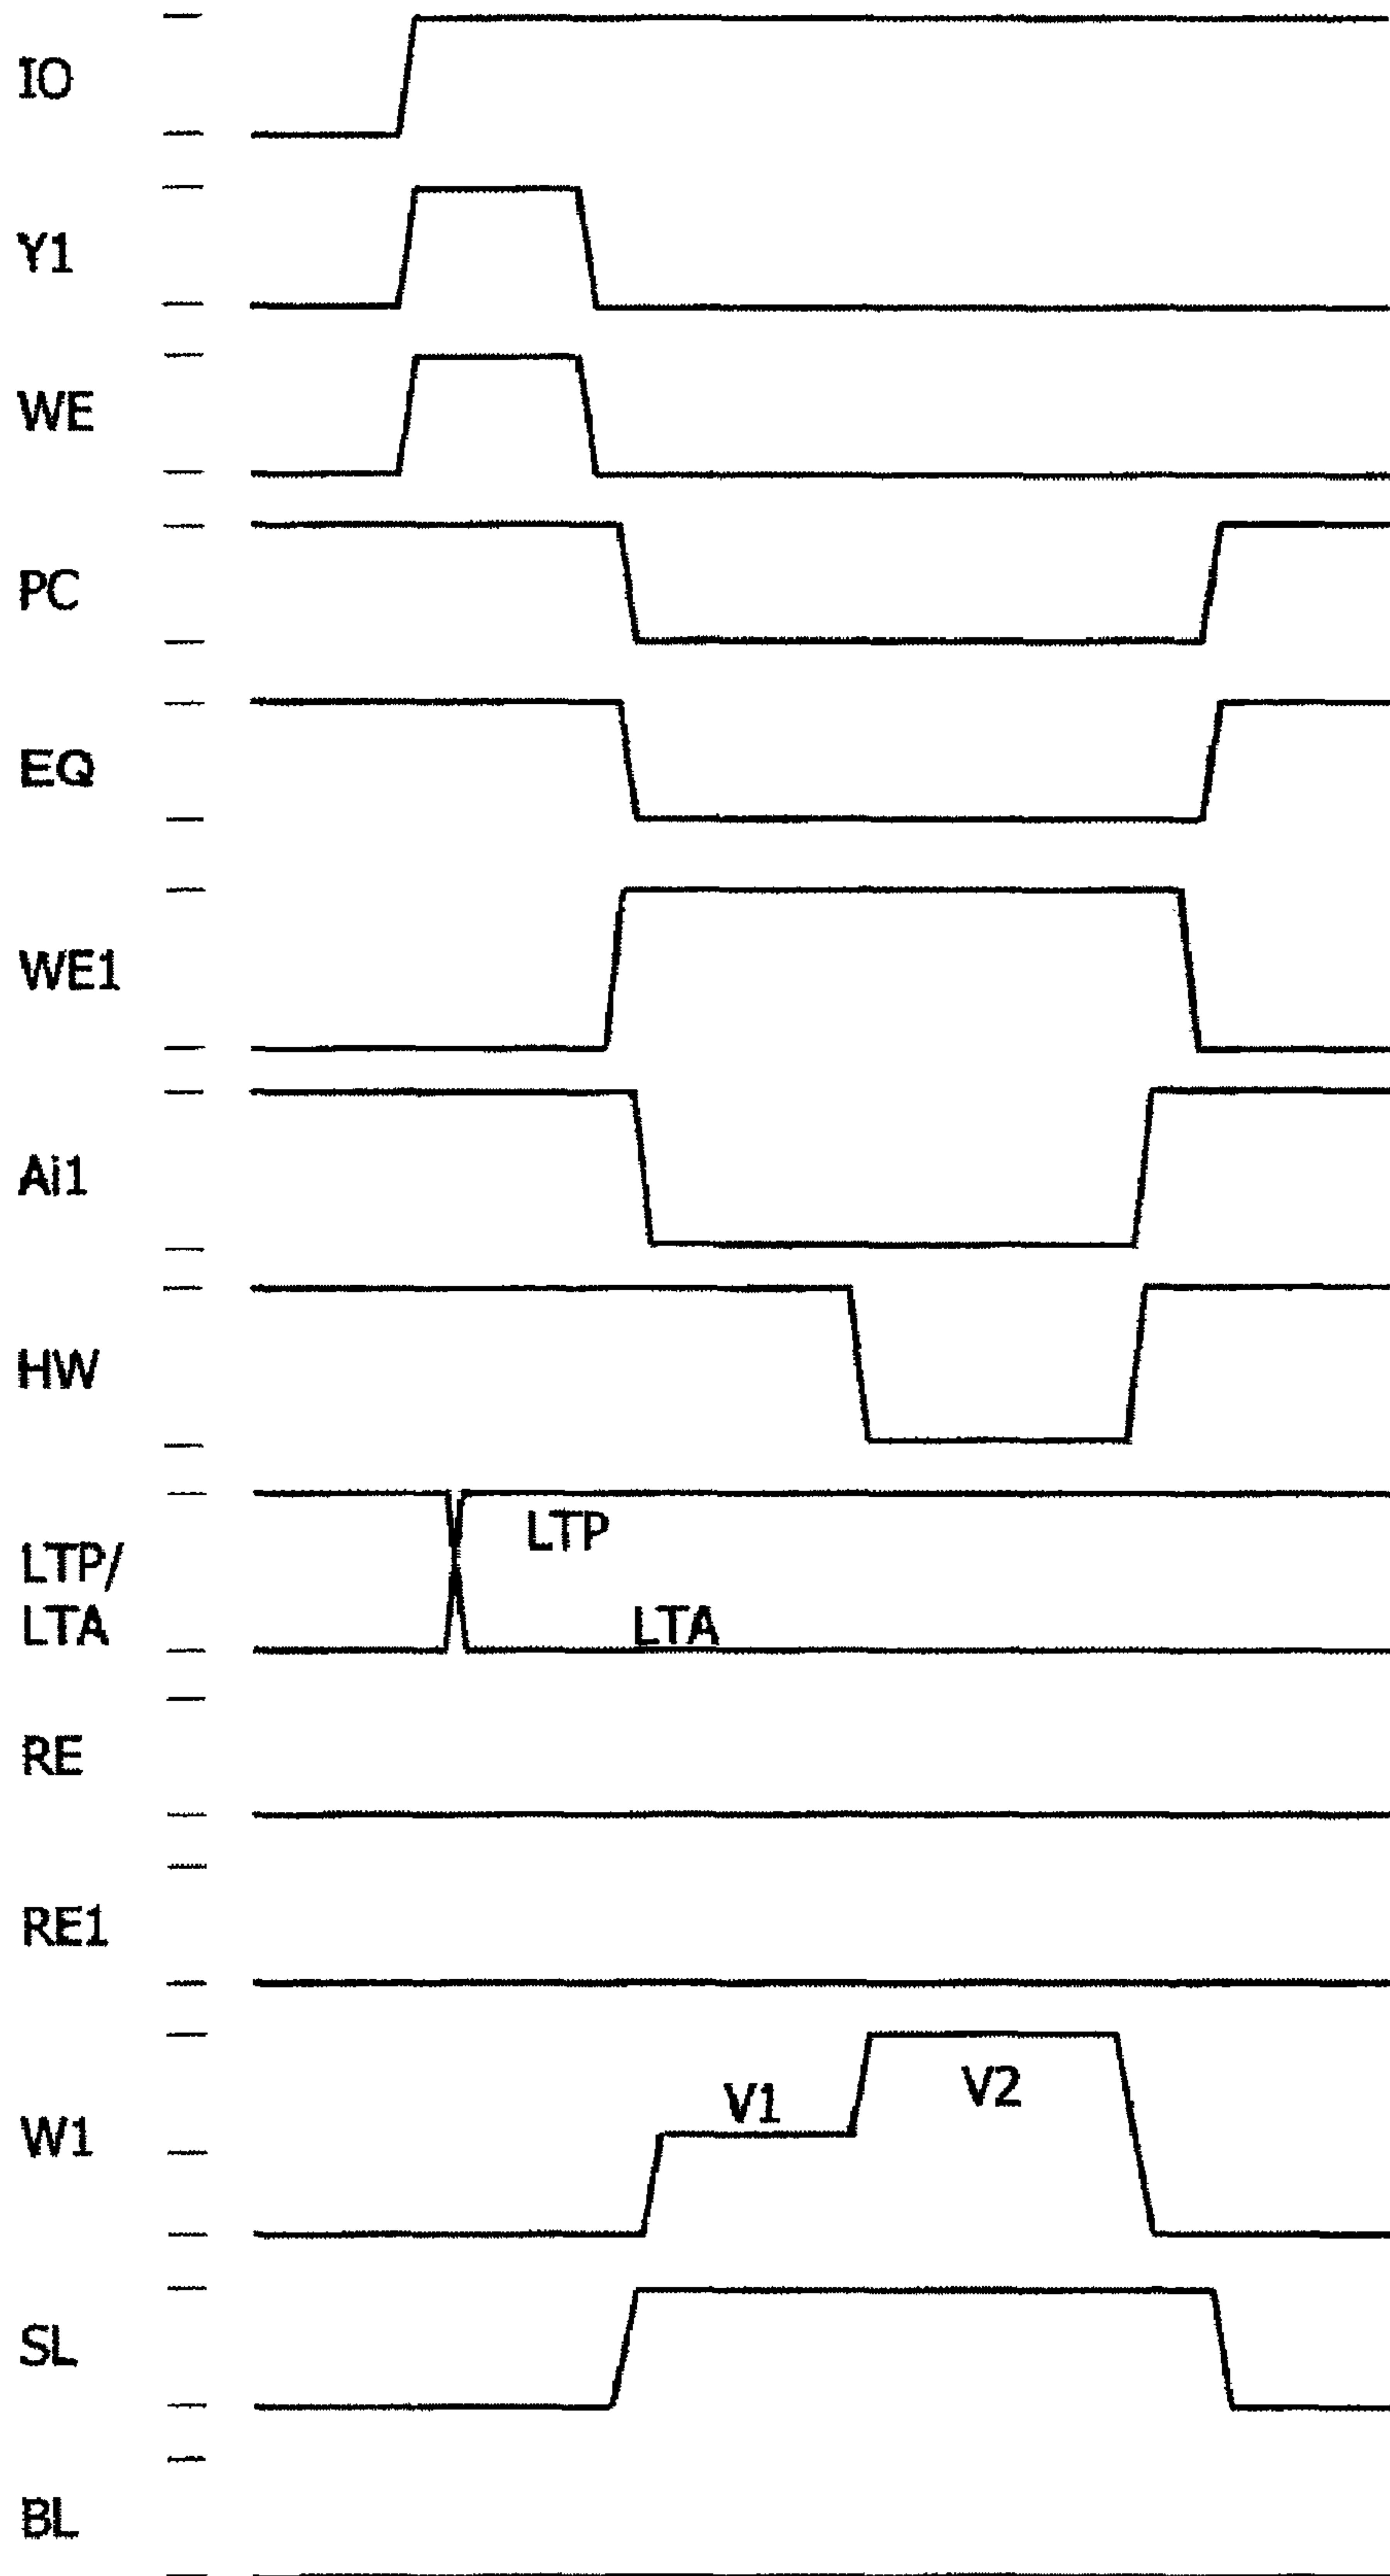 IO
Y1
WE
PC
EQ
WE1
Ai1
HW
LTP/
LTA
LTP
LTA
RE
RE1
W1
V1
V2
SL
BL